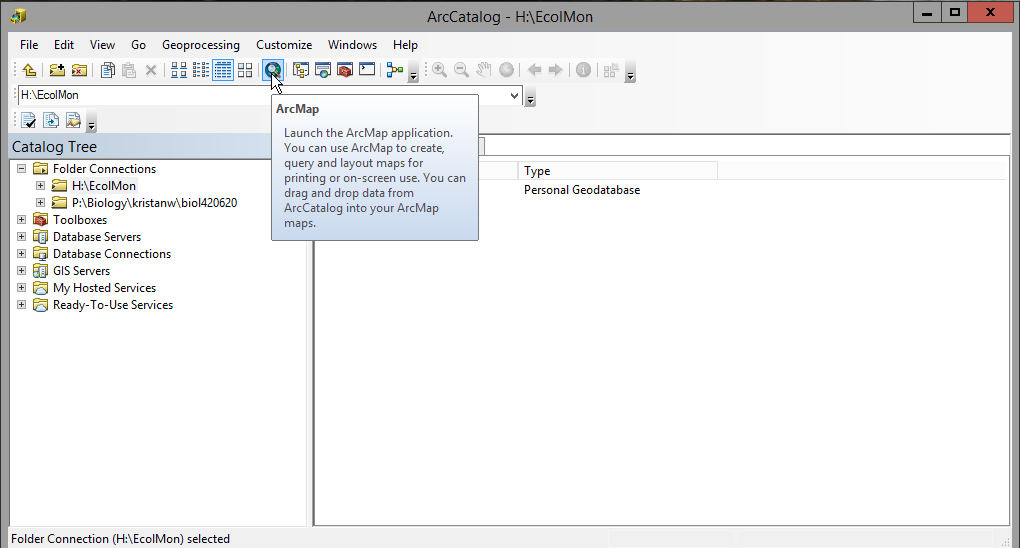 ArcCatalog - H:\EcolMon
File Edit View Go Geoprocessing Customize Windows Help
H:\EcolMon
ArcMap
Launch the ArcMap application.
You can use ArcMap to create,
query and layout maps for
printing or on-screen use. You can
drag and drop data from
ArcCatalog into your ArcMap
maps.
Catalog Tree
Folder Connections
H:\EcolMon
P:\Biology\kristanw\biol420620
Toolboxes
Database Servers
Database Connections
GIS Servers
My Hosted Services
Ready-To-Use Services
Type
Personal Geodatabase
Folder Connection (H:\EcolMon) selected